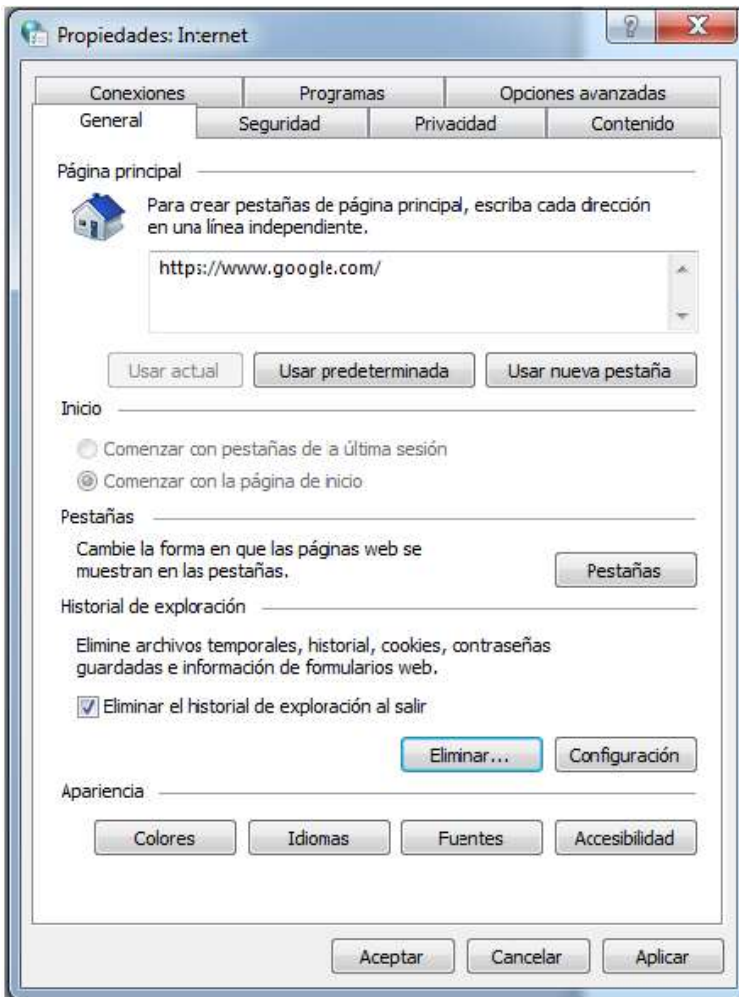 Propiedades: Internet
Conexiones
Programas
Opciones avanzadas
General
Seguridad
Privacidad
Contenido
Página principal
Para crear pestañas de página principal, escriba cada dirección
en una línea independiente.
https://www.google.com/
Usar actual
Usar predeterminada
Usar nueva pestaña
Inicio
Comenzar con pestañas de la última sesión
Comenzar con la página de inicio
Pestañas
Cambie la forma en que las páginas web se
muestran en las pestañas.
Pestañas
Historial de exploración
Elimine archivos temporales, historial, cookies, contraseñas
guardadas e información de formularios web.
Eliminar el historial de exploración al salir
Eliminar...
Configuración
Apariencia
Colores
Idiomas
Fuentes
Accesibilidad
Aceptar
Cancelar
Aplicar